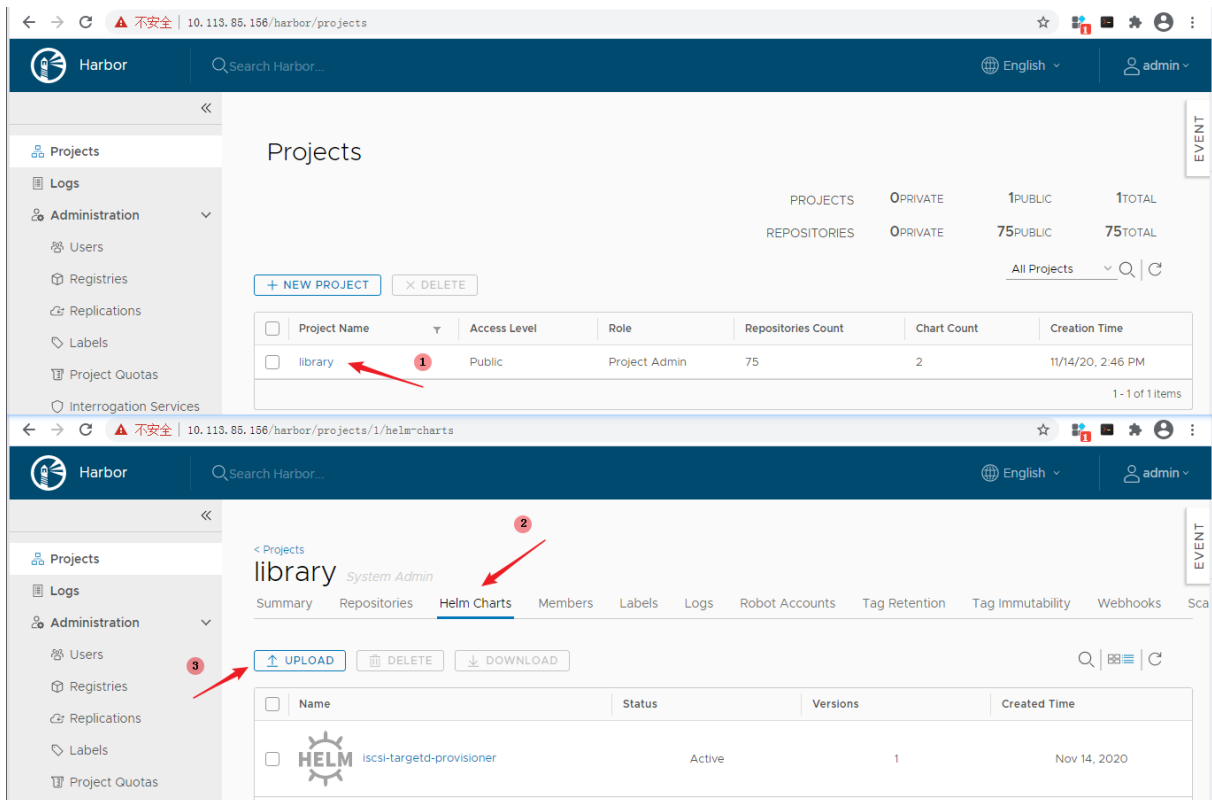 不安全 10.113.85.156/harbor/projects
1
Harbor Search Harbor... English admin
EVENT
Projects
Logs
Administration
Users
Registries
Replications
Labels
Project Quotas
Interrogation Services
Projects
PROJECTS 0PRIVATE 1PUBLIC 1TOTAL
REPOSITORIES 0PRIVATE 75PUBLIC 75TOTAL
All Projects
+ NEW PROJECT × DELETE
Project Name Access Level Role Repositories Count Chart Count Creation Time
library 1 Public Project Admin 75 2 11/14/20, 2:46 PM
1 - 1 of 1 items
不安全 10.113.85.156/harbor/projects/1/helm-charts
1
Harbor Search Harbor... English admin
EVENT
Projects
Logs
Administration
Users
Registries
Replications
Labels
Project Quotas
2
< Projects
library System Admin
Summary Repositories Helm Charts Members Labels Logs Robot Accounts Tag Retention Tag Immutability Webhooks Sca
3
UPLOAD DELETE DOWNLOAD
Name Status Versions Created Time
HELM iscsi-targetd-provisioner Active 1 Nov 14, 2020